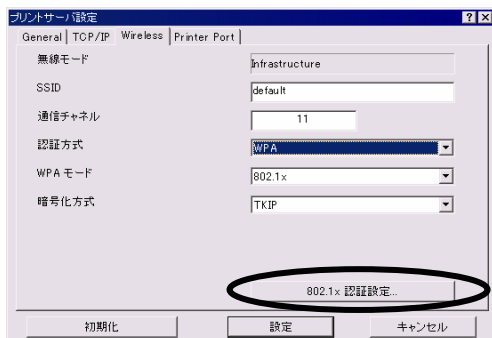 プリントサーバ設定
General TCP/IP Wireless Printer Port
無線モード Infrastructure
SSID default
通信チャネル 11
認証方式 WPA
WPA モード 802.1x
暗号化方式 TKIP
802.1x 認証設定...
初期化 設定 キャンセル